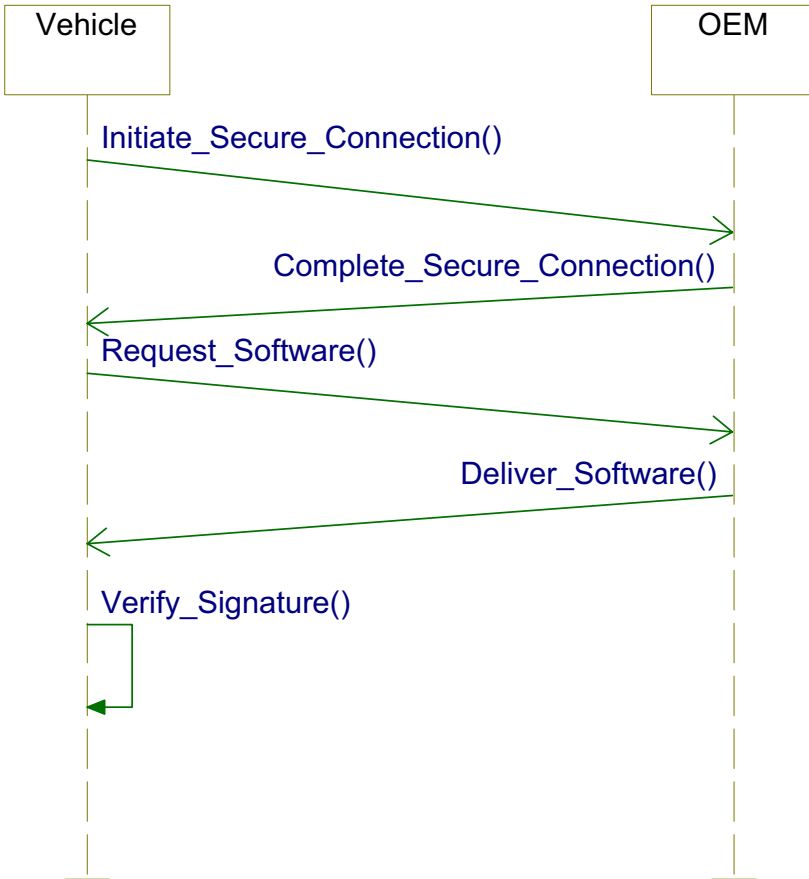 Vehicle
OEM
Initiate_Secure_Connection()
Complete_Secure_Connection()
Request_Software()
Deliver_Software()
Verify_Signature()